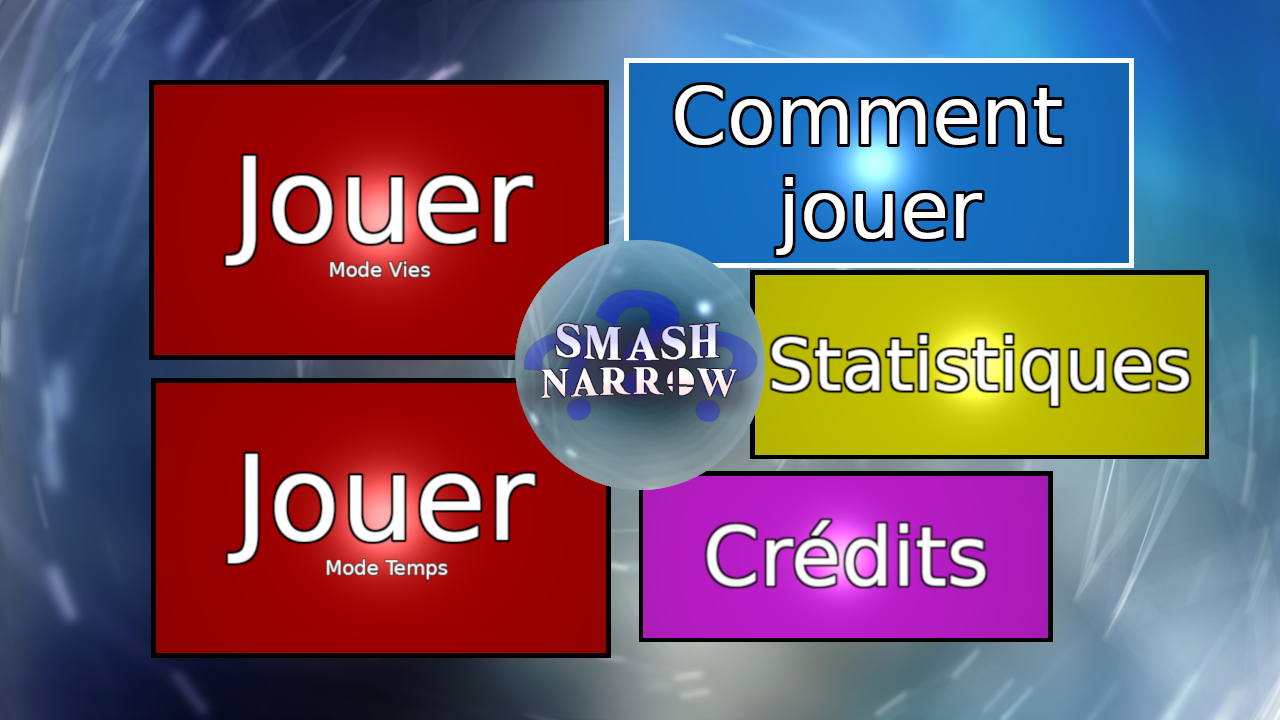 Jouer
Mode Vies
Comment
jouer
SMASH
NARROW
Statistiques
Jouer
Mode Temps
Crédits